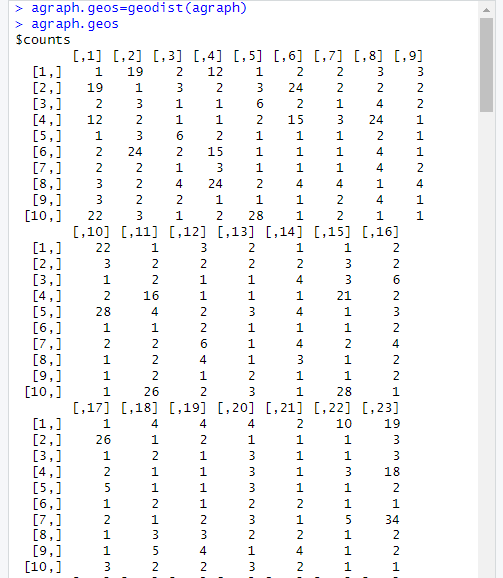 > agraph.geos=geodist(agraph)
> agraph.geos
$counts
[,1] [,2] [,3] [,4] [,5] [,6] [,7] [,8] [,9]
[1,] 1 19 2 12 1 2 2 3 3
[2,] 19 1 3 2 3 24 2 2 2
[3,] 2 3 1 1 6 2 1 4 2
[4,] 12 2 1 1 2 15 3 24 1
[5,] 1 3 6 2 1 1 1 2 1
[6,] 2 24 2 15 1 1 1 4 1
[7,] 2 2 1 3 1 1 1 4 2
[8,] 3 2 4 24 2 4 4 1 4
[9,] 3 2 2 1 1 1 2 4 1
[10,] 22 3 1 2 28 1 2 1 1
[,10] [,11] [,12] [,13] [,14] [,15] [,16]
[1,] 22 1 3 2 1 1 2
[2,] 3 2 2 2 2 3 2
[3,] 1 2 1 1 4 3 6
[4,] 2 16 1 1 1 21 2
[5,] 28 4 2 3 4 1 3
[6,] 1 1 2 1 1 1 2
[7,] 2 2 6 1 4 2 4
[8,] 1 2 4 1 3 1 2
[9,] 1 2 1 2 1 1 2
[10,] 1 26 2 3 1 28 1
[,17] [,18] [,19] [,20] [,21] [,22] [,23]
[1,] 1 4 4 4 2 10 19
[2,] 26 1 2 1 1 1 3
[3,] 1 2 1 3 1 1 3
[4,] 2 1 1 3 1 3 18
[5,] 5 1 1 3 1 1 2
[6,] 1 2 1 2 2 1 1
[7,] 2 1 2 3 1 5 34
[8,] 1 3 3 2 2 1 2
[9,] 1 5 4 1 4 1 2
[10,] 3 2 2 3 2 1 1